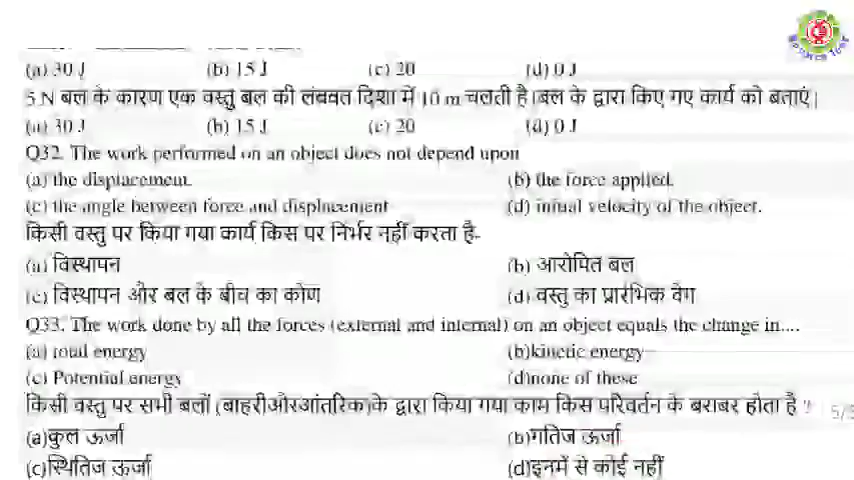 (a) 30 J (b) 15 J (c) 20 (d) 0 J
5 N बल के कारण एक वस्तु बल की लंबवत दिशा में 10 m चलती है।बल के द्वारा किए गए कार्य को बताएं|
(a) 30 J (b) 15 J (c) 20 (d) 0 J
Q32. The work performed on an object does not depend upon
(a) the displacement. (b) the force applied.
(c) the angle between force and displacement (d) initial velocity of the object.
किसी वस्तु पर किया गया कार्य किस पर निर्भर नहीं करता है-
(a) विस्थापन (b) आरोपित बल
(c) विस्थापन और बल के बीच का कोण (d) वस्तु का प्रारंभिक वेग
Q33. The work done by all the forces (external and internal) on an object equals the change in....
(a) total energy (b)kinetic energy
(c) Potential energy (d)none of these
किसी वस्तु पर सभी बलों (बाहरीऔरआंतरिक)के द्वारा किया गया काम किस परिवर्तन के बराबर होता है ?
(a)कुल ऊर्जा (b)गतिज ऊर्जा
(c)स्थितिज ऊर्जा (d)इनमें से कोई नहीं